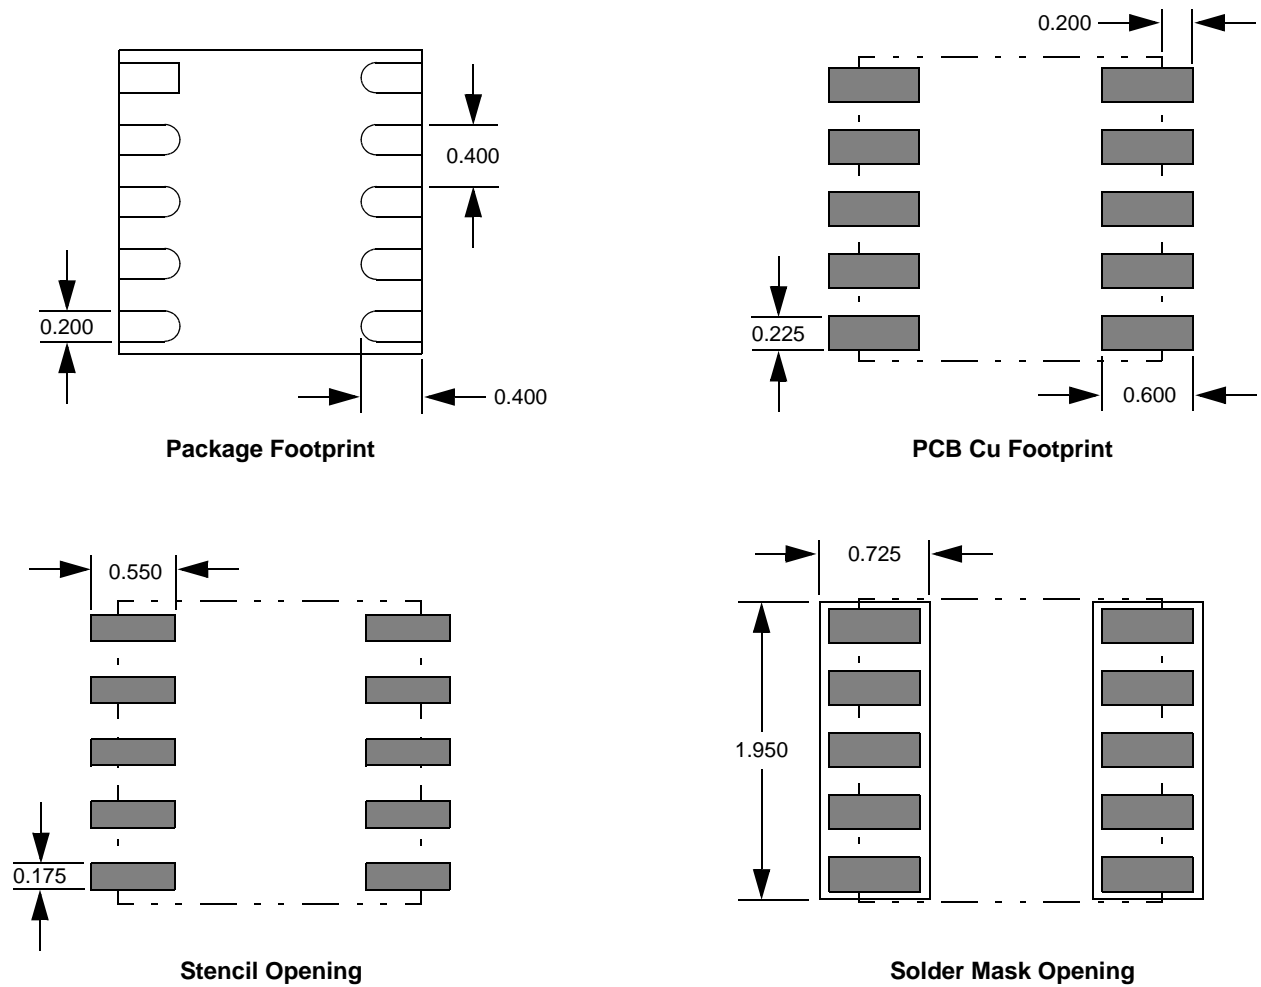 0.200
0.400
0.200
0.225
0.400
0.600
Package Footprint
PCB Cu Footprint
0.550
0.725
1.950
0.175
Stencil Opening
Solder Mask Opening